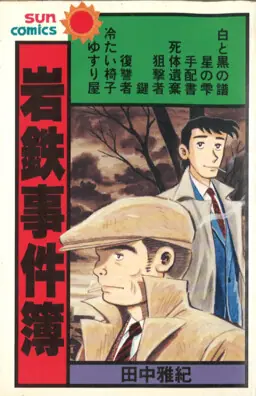 sun
comics
岩鉄事件簿
白と黒の譜
星の雫
手配書
死体遺棄
狙撃者
鍵
復讐者
冷たい椅子
ゆすり屋
田中雅紀